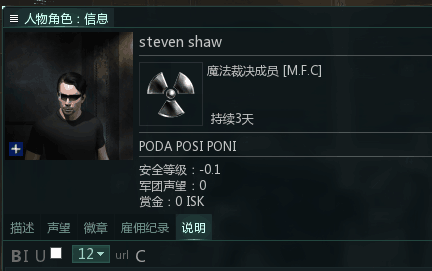 人物角色：信息
steven shaw
魔法裁决成员 [M.F.C]
持续3天
PODA POSI PONI
安全等级：-0.1
军团声望：0
赏金：0 ISK
描述 声望 徽章 雇佣纪录 说明
B I U 12 url C